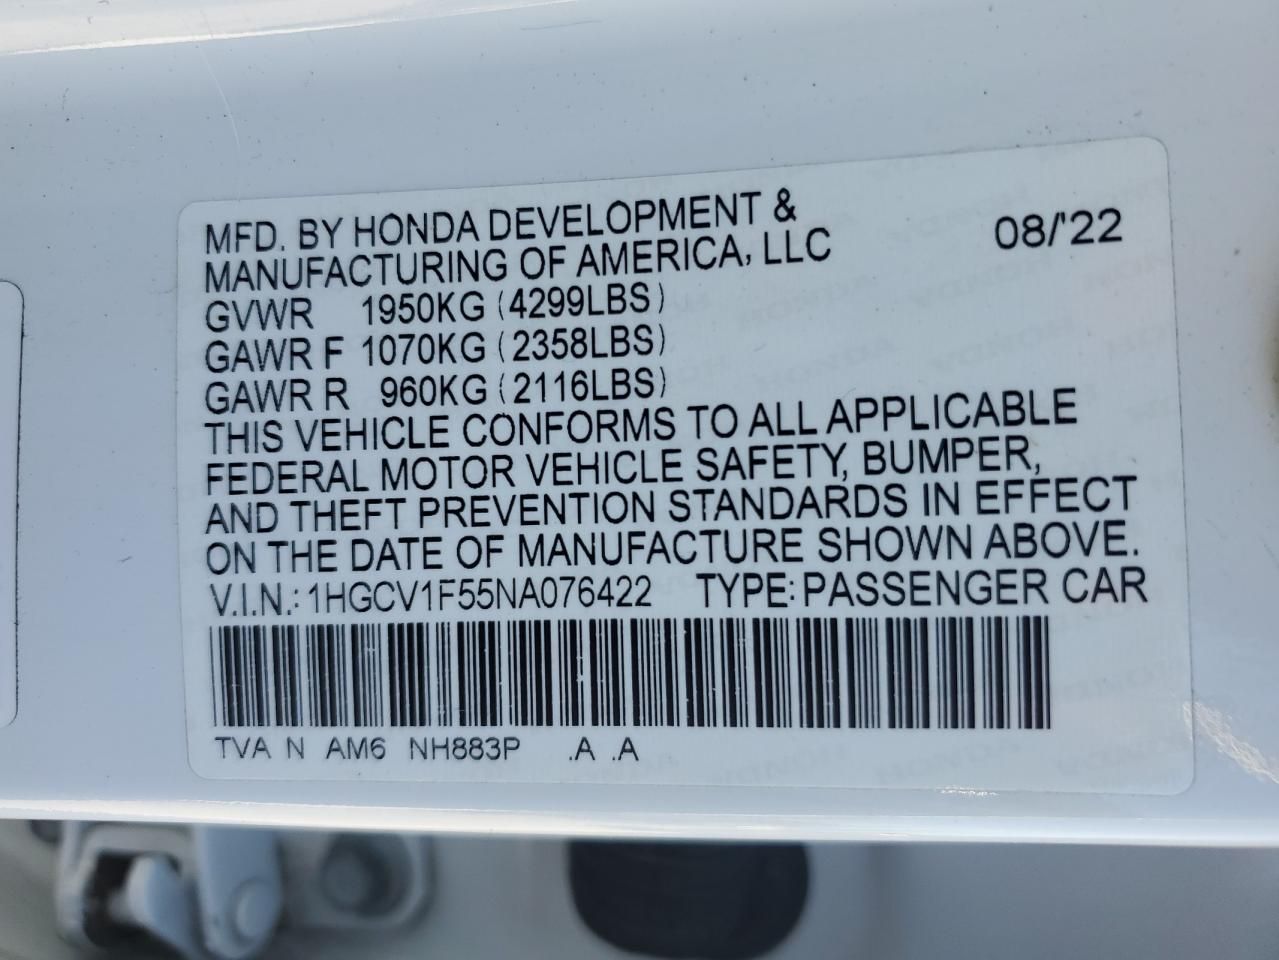 MFD. BY HONDA DEVELOPMENT &
MANUFACTURING OF AMERICA, LLC 08/'22
GVWR 1950KG (4299LBS)
GAWR F 1070KG (2358LBS)
GAWR R 960KG (2116LBS)
THIS VEHICLE CONFORMS TO ALL APPLICABLE
FEDERAL MOTOR VEHICLE SAFETY, BUMPER,
AND THEFT PREVENTION STANDARDS IN EFFECT
ON THE DATE OF MANUFACTURE SHOWN ABOVE.
V.I.N.: 1HGCV1F55NA076422 TYPE: PASSENGER CAR
TVA N AM6 NH883P .A .A